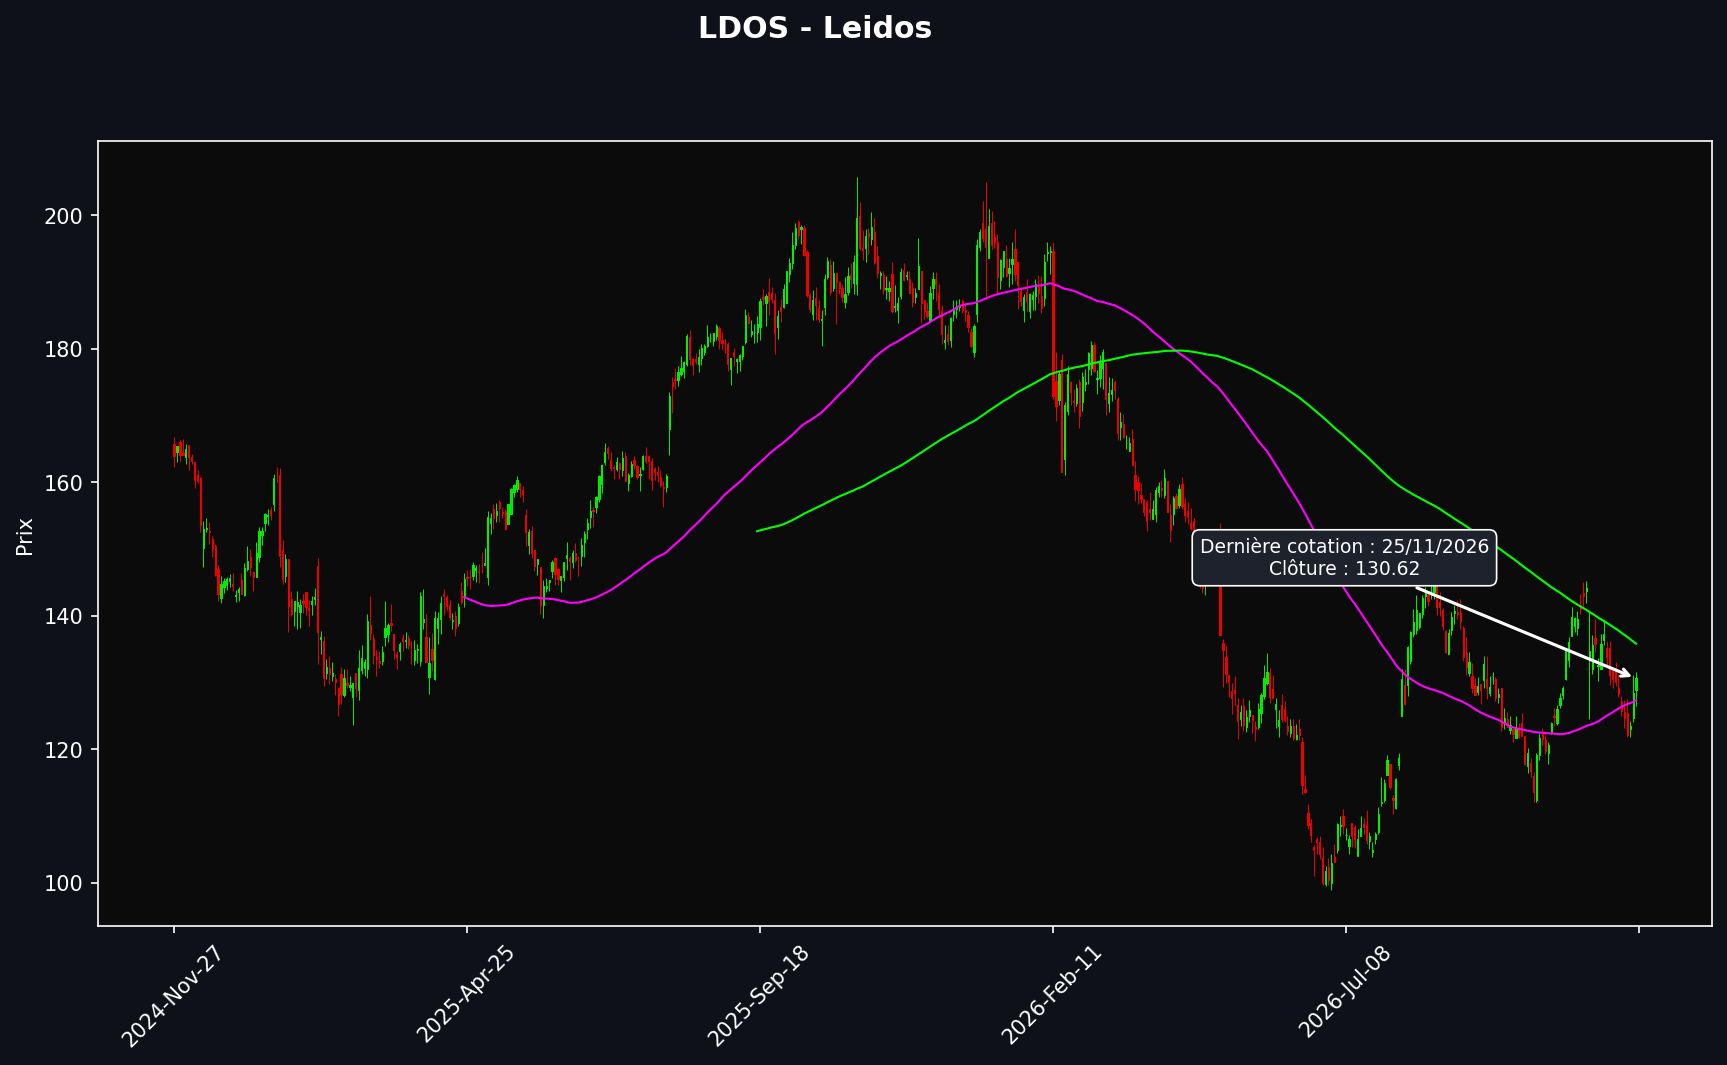 LDOS - Leidos
Prix
200
180
160
140
120
100
Dernière cotation : 25/11/2026
Clôture : 130.62
2024-Nov-27
2025-Apr-25
2025-Sep-18
2026-Feb-11
2026-Jul-08